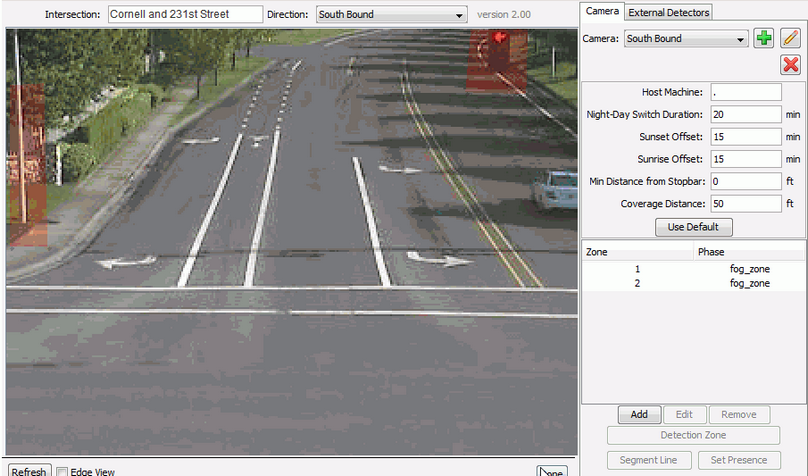 Intersection: Cornell and 231st Street Direction: South Bound version 2.00
Camera External Detectors
Camera: South Bound
Host Machine: .
Night-Day Switch Duration: 20 min
Sunset Offset: 15 min
Sunrise Offset: 15 min
Min Distance from Stopbar: 0 ft
Coverage Distance: 50 ft
Use Default
Zone Phase
1 fog_zone
2 fog_zone
Add Edit Remove
Detection Zone
Segment Line Set Presence
Refresh Edge View